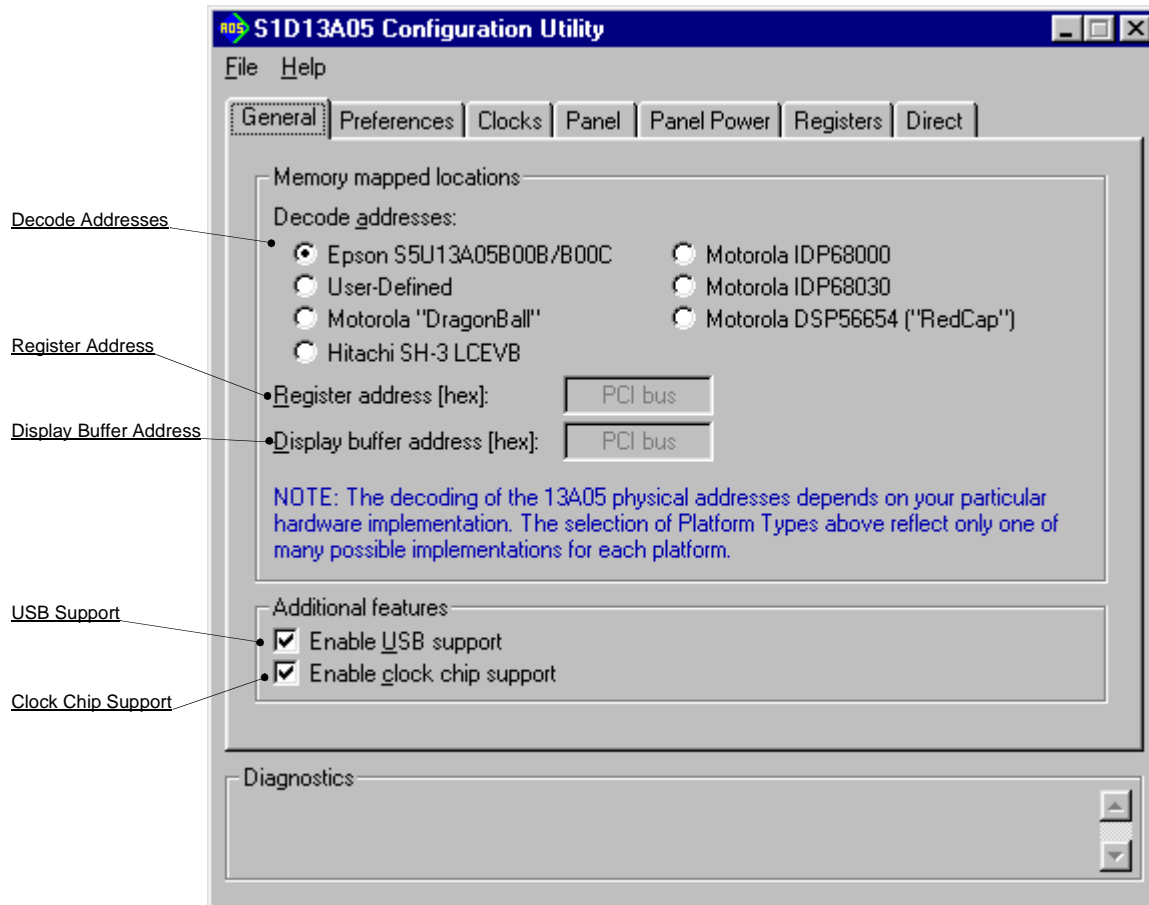 A05 S1D13A05 Configuration Utility
File Help
General Preferences Clocks Panel Panel Power Registers Direct
Memory mapped locations
Decode Addresses
Decode addresses:
Epson S5U13A05B00B/B00C Motorola IDP68000
User-Defined Motorola IDP68030
Motorola "DragonBall" Motorola DSP56654 ("RedCap")
Register Address
Hitachi SH-3 LCEVB
Register address [hex]: PCI bus
Display Buffer Address
Display buffer address [hex]: PCI bus
NOTE: The decoding of the 13A05 physical addresses depends on your particular
hardware implementation. The selection of Platform Types above reflect only one of
many possible implementations for each platform.
Additional features
USB Support
Enable USB support
Enable clock chip support
Clock Chip Support
Diagnostics